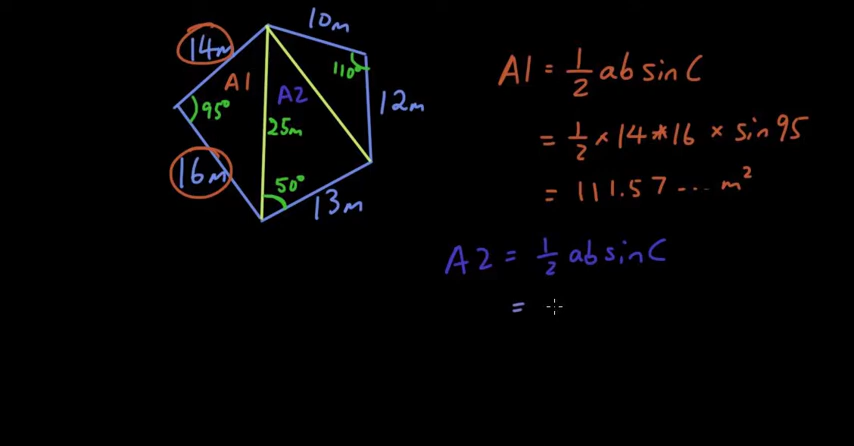 10m
14m
110°
A1
A2
95°
12m
25m
16m
50°
13m
A1 = 1/2 ab sin C
= 1/2 × 14 * 16 × sin 95
= 111.57 ... m²
A2 = 1/2 ab sin C
=